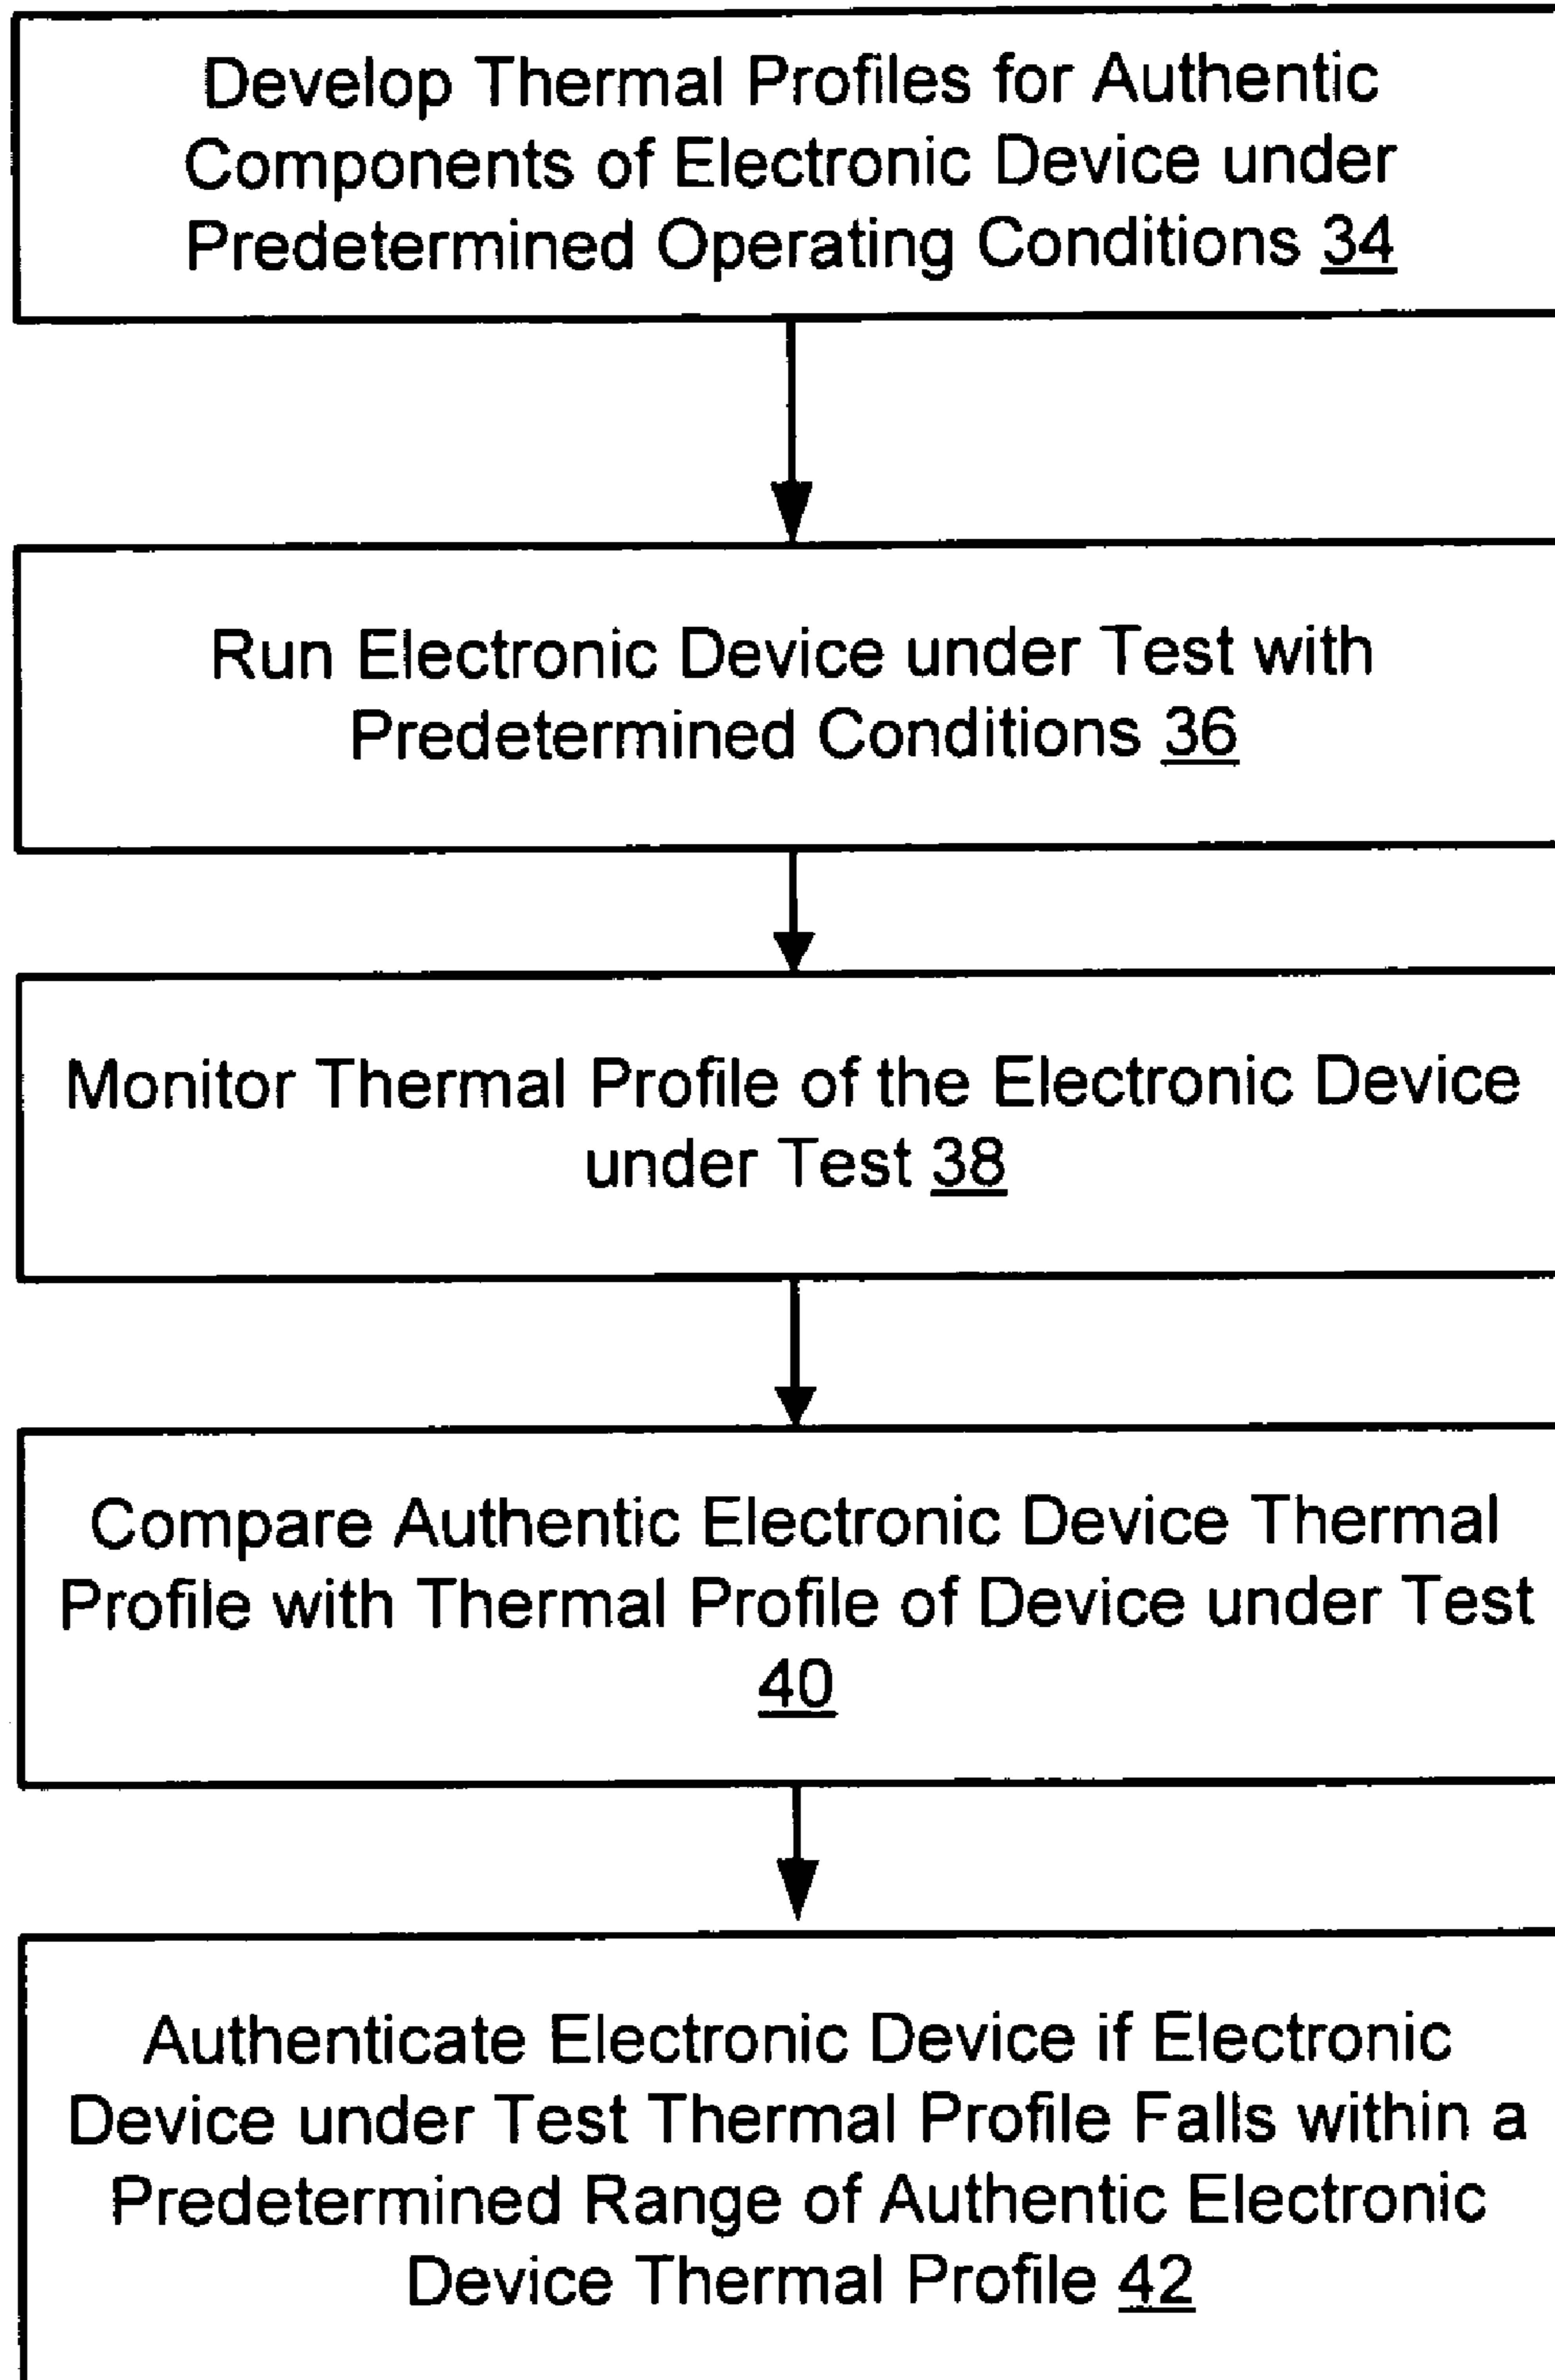 Develop Thermal Profiles for Authentic
Components of Electronic Device under
Predetermined Operating Conditions 34
Run Electronic Device under Test with
Predetermined Conditions 36
Monitor Thermal Profile of the Electronic Device
under Test 38
Compare Authentic Electronic Device Thermal
Profile with Thermal Profile of Device under Test
40
Authenticate Electronic Device if Electronic
Device under Test Thermal Profile Falls within a
Predetermined Range of Authentic Electronic
Device Thermal Profile 42